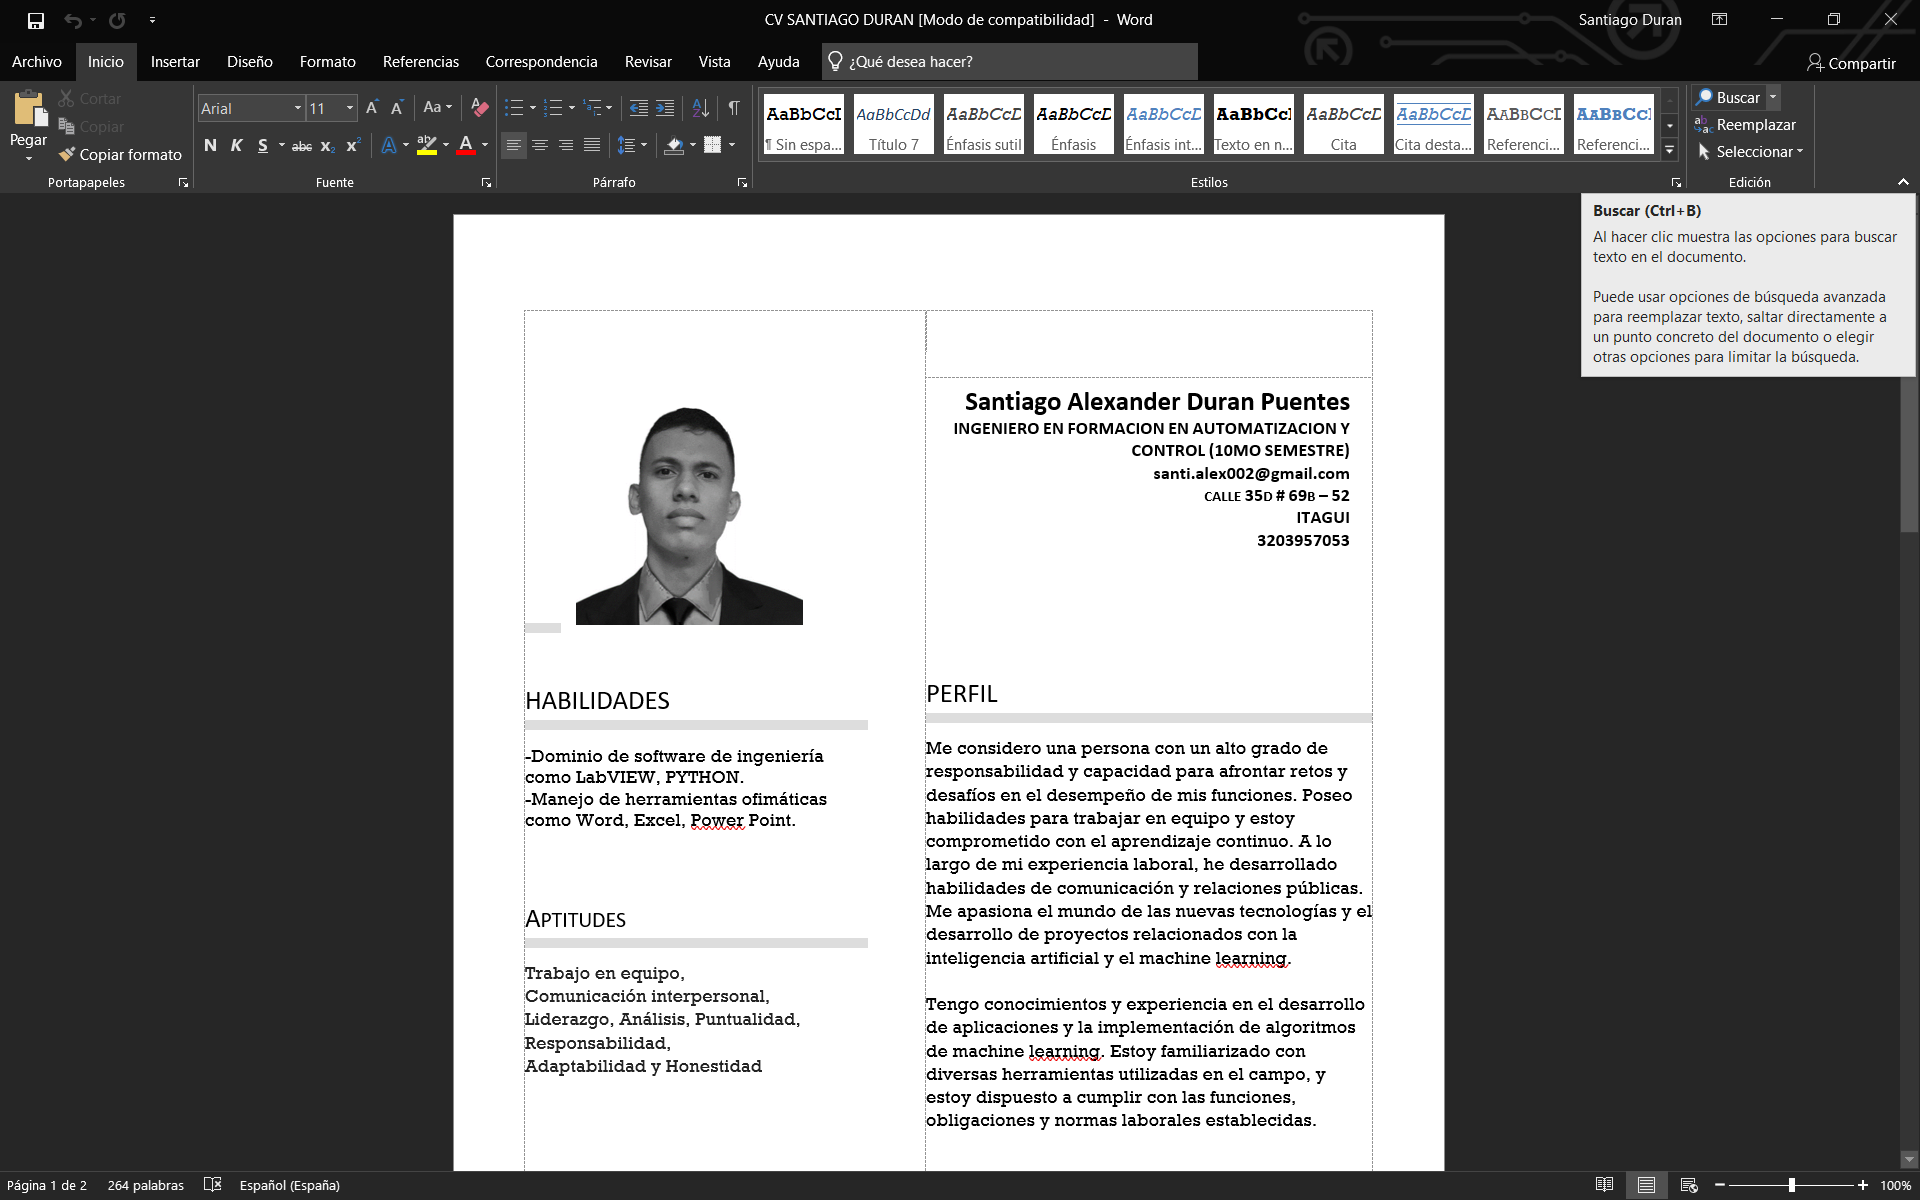 CV SANTIAGO DURAN [Modo de compatibilidad] - Word
Santiago Duran
Archivo Inicio Insertar Diseño Formato Referencias Correspondencia Revisar Vista Ayuda ¿Qué desea hacer?
Compartir
Pegar
Cortar
Copiar
Copiar formato
Portapapeles
Arial 11
Aa
N K S abc x₂ x²
Fuente
Párrafo
AaBbCcI AaBbCcDd AaBbCcD AaBbCcD AaBbCcD AaBbCcI AaBbCcD AaBbCcD AABBCCI AABBCCI
¶ Sin espa... Título 7 Énfasis sutil Énfasis Énfasis int... Texto en n... Cita Cita desta... Referenci... Referenci...
Estilos
Buscar
Reemplazar
Seleccionar
Edición
Buscar (Ctrl+B)
Al hacer clic muestra las opciones para buscar
texto en el documento.
Puede usar opciones de búsqueda avanzada
para reemplazar texto, saltar directamente a
un punto concreto del documento o elegir
otras opciones para limitar la búsqueda.
Santiago Alexander Duran Puentes
INGENIERO EN FORMACION EN AUTOMATIZACION Y
CONTROL (10MO SEMESTRE)
santi.alex002@gmail.com
CALLE 35D # 69B – 52
ITAGUI
3203957053
HABILIDADES
-Dominio de software de ingeniería
como LabVIEW, PYTHON.
-Manejo de herramientas ofimáticas
como Word, Excel, Power Point.
APTITUDES
Trabajo en equipo,
Comunicación interpersonal,
Liderazgo, Análisis, Puntualidad,
Responsabilidad,
Adaptabilidad y Honestidad
PERFIL
Me considero una persona con un alto grado de
responsabilidad y capacidad para afrontar retos y
desafíos en el desempeño de mis funciones. Poseo
habilidades para trabajar en equipo y estoy
comprometido con el aprendizaje continuo. A lo
largo de mi experiencia laboral, he desarrollado
habilidades de comunicación y relaciones públicas.
Me apasiona el mundo de las nuevas tecnologías y el
desarrollo de proyectos relacionados con la
inteligencia artificial y el machine learning.
Tengo conocimientos y experiencia en el desarrollo
de aplicaciones y la implementación de algoritmos
de machine learning. Estoy familiarizado con
diversas herramientas utilizadas en el campo, y
estoy dispuesto a cumplir con las funciones,
obligaciones y normas laborales establecidas.
Página 1 de 2 264 palabras Español (España)
100%